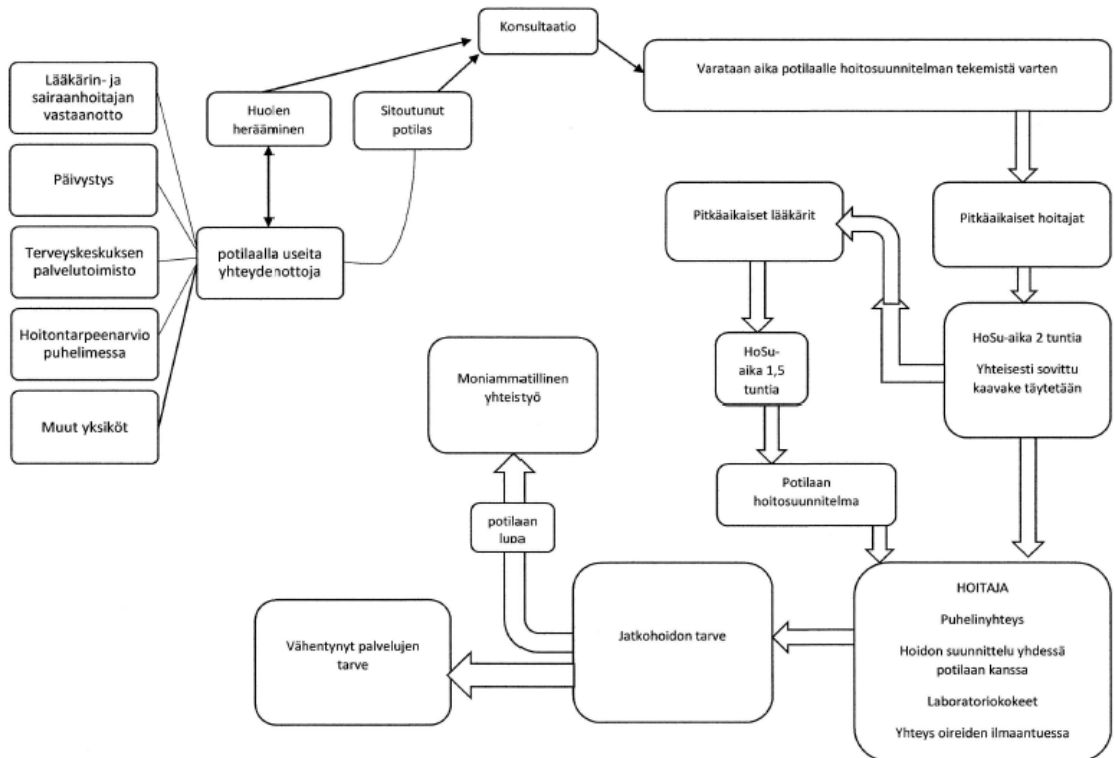 Konsultaatio
Varataan aika potilaalle hoitosuunnitelman tekemistä varten
Lääkärin- ja
sairaanhoitajan
vastaanotto
Huolen
herääminen
Sitoutunut
potilas
Päivystys
Pitkäaikaiset lääkärit
Pitkäaikaiset hoitajat
Terveyskeskuksen
palvelutoimisto
potilaalla useita
yhteydenottoja
Hoitontarpeenarvio
puhelimessa
HoSu-
aika 1,5
tuntia
HoSu-aika 2 tuntia
Yhteisesti sovittu
kaavake täytetään
Moniammatillinen
yhteistyö
Muut yksiköt
Potilaan
hoitosuunnitelma
potilaan
lupa
HOITAJA
Puhelinyhteys
Hoidon suunnittelu yhdessä
potilaan kanssa
Laboratoriokokeet
Yhteys oireiden ilmaantuessa
Jatkohoidon tarve
Vähentynyt palvelujen
tarve